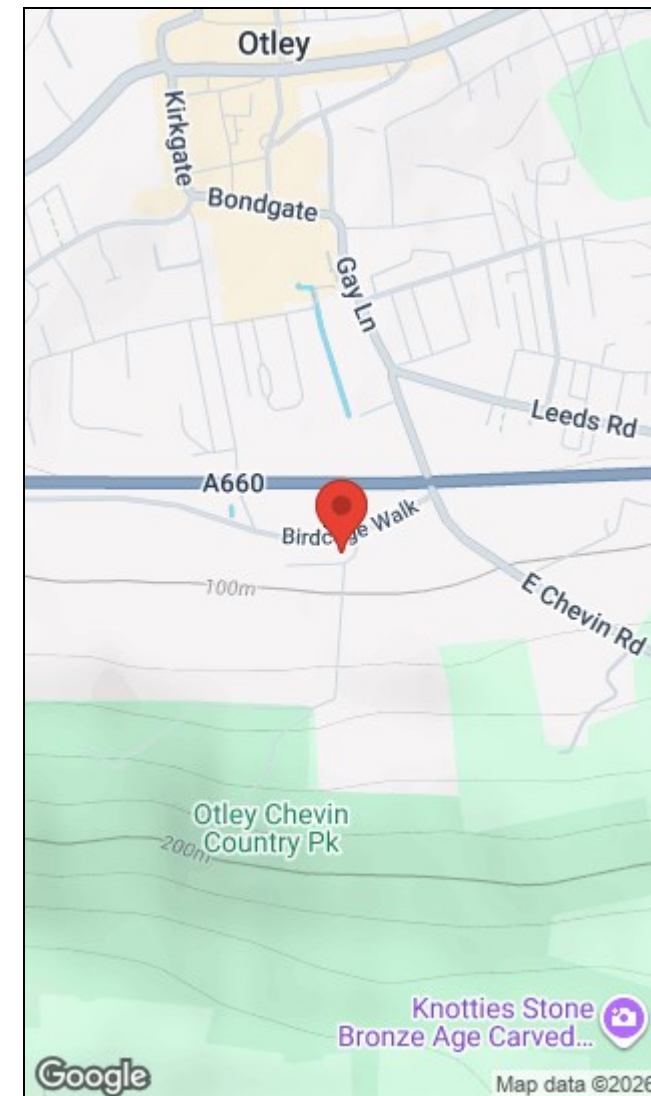 Otley
Kirkgate
Bondgate
Gay Ln
Leeds Rd
A660
Walk
100m
E Chevin Rd
Otley Chevin
Country Pk
200m
Knotties Stone
Bronze Age Carved...
Google
Map data ©2026